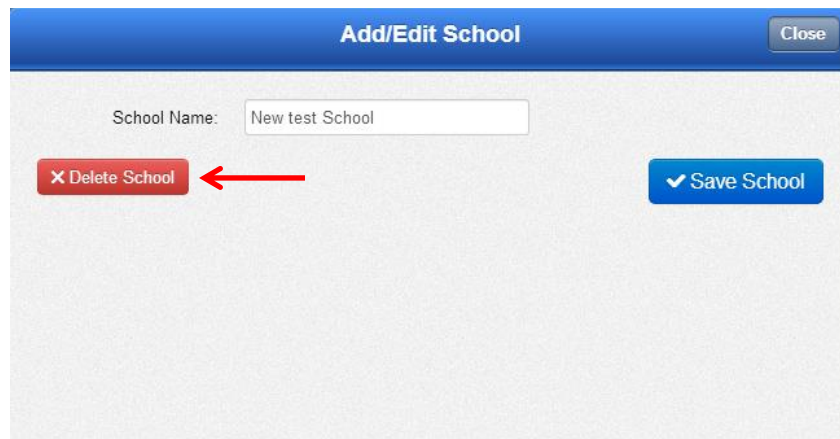 Add/Edit School
Close
School Name:
New test School
Delete School
Save School